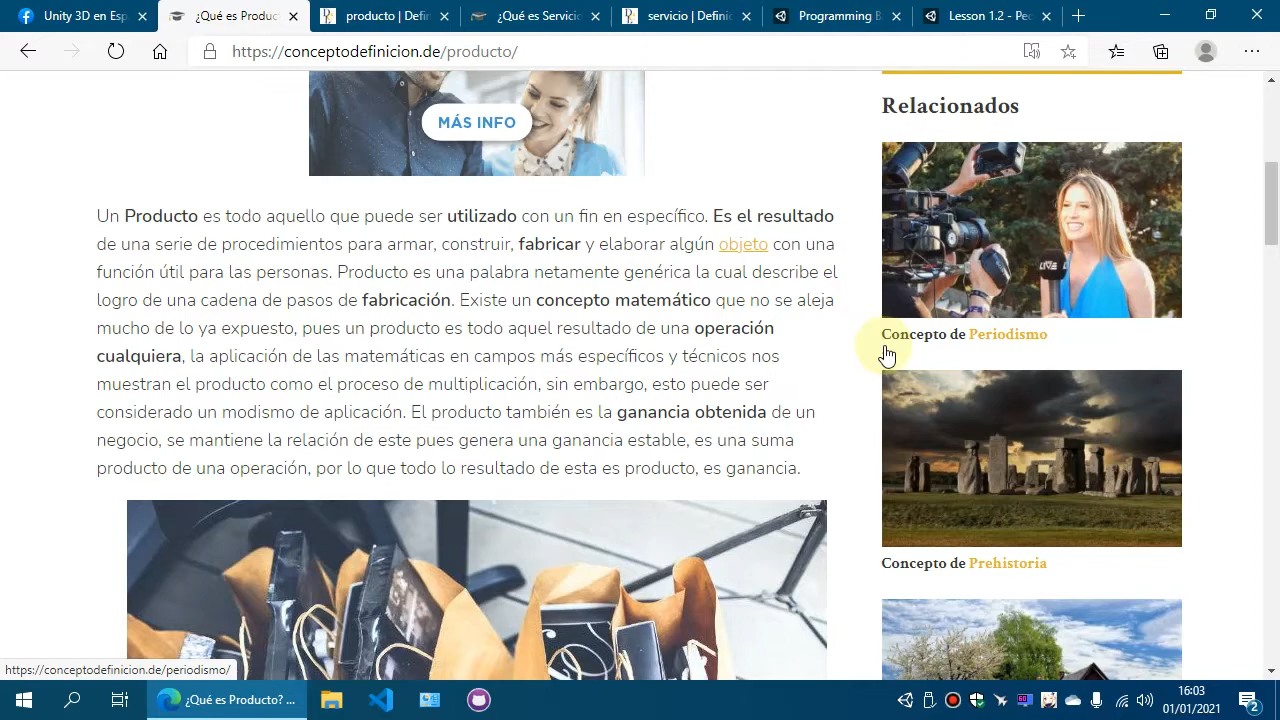 Unity 3D en Esp
¿Qué es Produc
producto | Defin
¿Qué es Servicio
servicio | Definic
Programming B
Lesson 1.2 - Pe
https://conceptodefinicion.de/producto/
MÁS INFO
Un Producto es todo aquello que puede ser utilizado con un fin en específico. Es el resultado
de una serie de procedimientos para armar, construir, fabricar y elaborar algún objeto con una
función útil para las personas. Producto es una palabra netamente genérica la cual describe el
logro de una cadena de pasos de fabricación. Existe un concepto matemático que no se aleja
mucho de lo ya expuesto, pues un producto es todo aquel resultado de una operación
cualquiera, la aplicación de las matemáticas en campos más específicos y técnicos nos
muestran el producto como el proceso de multiplicación, sin embargo, esto puede ser
considerado un modismo de aplicación. El producto también es la ganancia obtenida de un
negocio, se mantiene la relación de este pues genera una ganancia estable, es una suma
producto de una operación, por lo que todo lo resultado de esta es producto, es ganancia.
Relacionados
LIVE
Concepto de Periodismo
Concepto de Prehistoria
https://conceptodefinicion.de/periodismo/
¿Qué es Producto? ...
16:03
01/01/2021
2